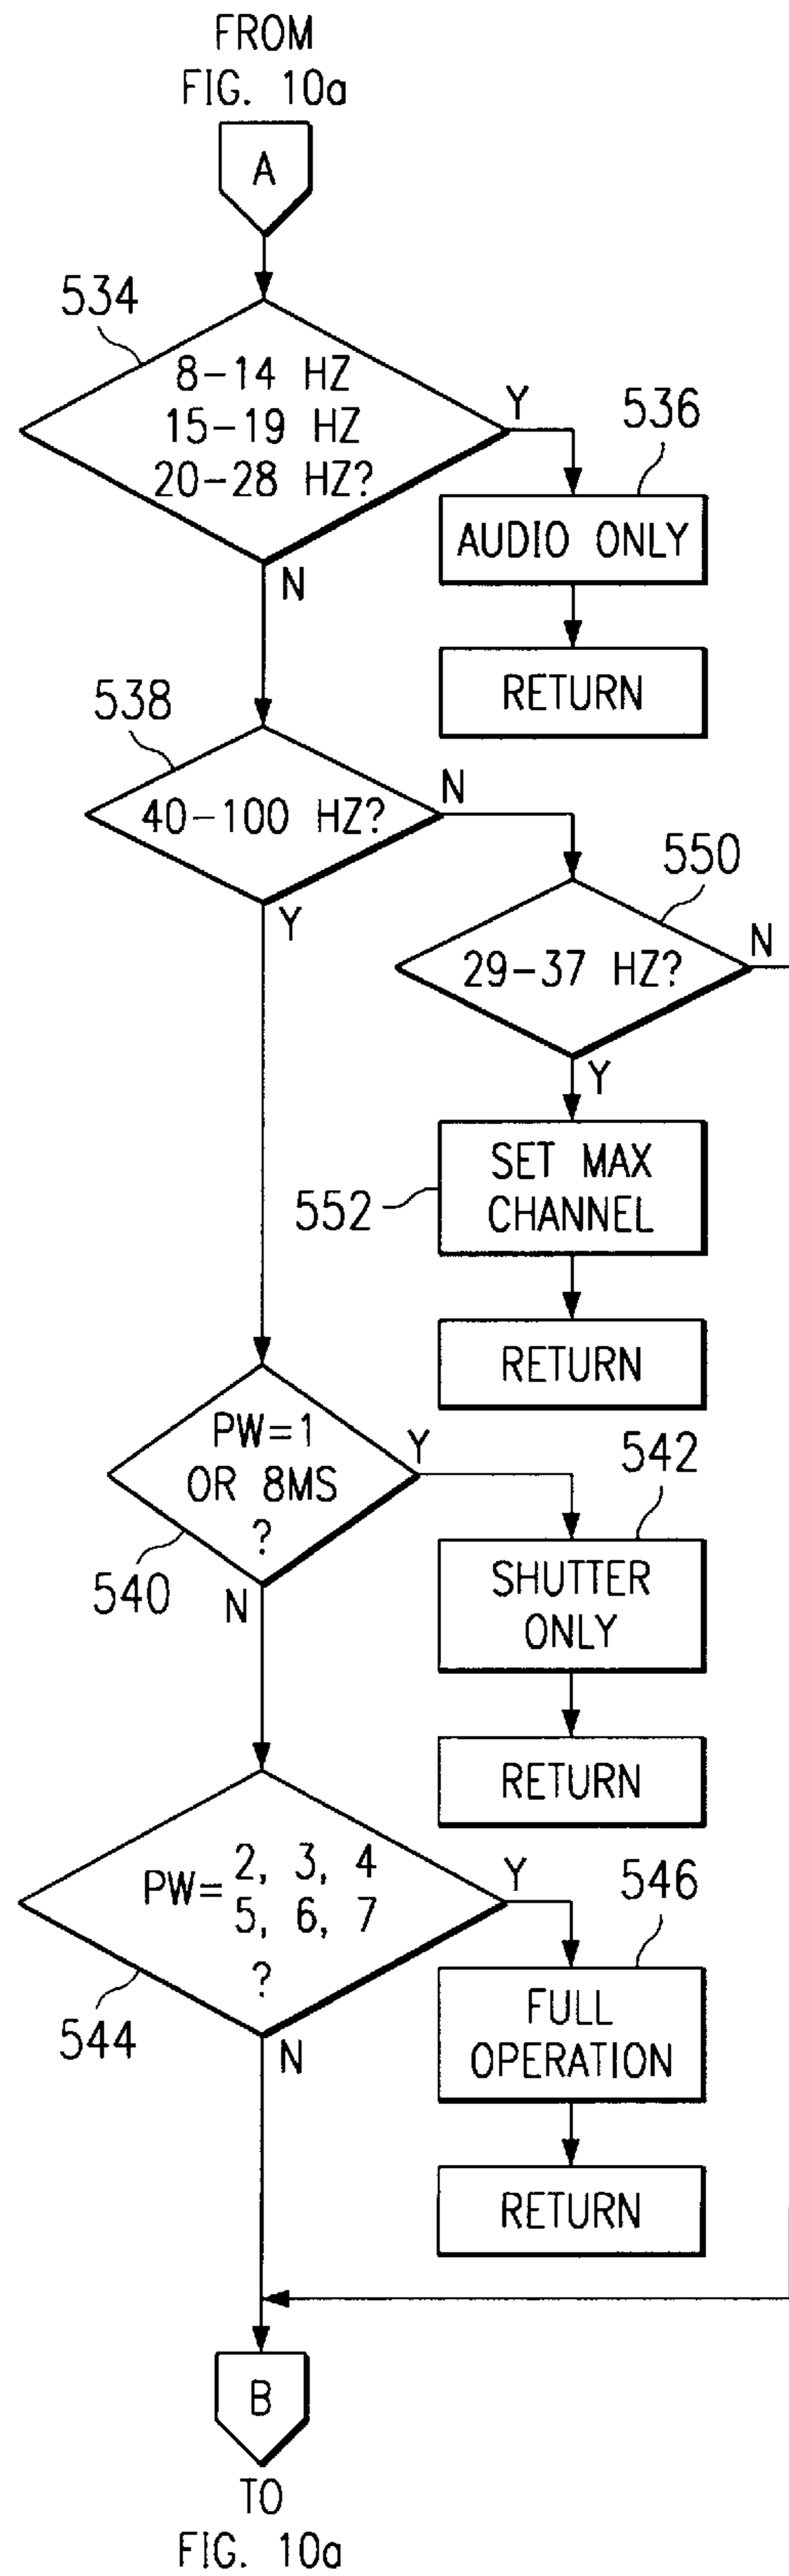 FROM
FIG. 10a
A
534
8-14 HZ
15-19 HZ
20-28 HZ?
Y
536
AUDIO ONLY
N
RETURN
538
40-100 HZ?
N
550
Y
29-37 HZ?
N
Y
SET MAX
CHANNEL
552
RETURN
PW=1
OR 8MS
?
Y
542
540
SHUTTER
ONLY
N
RETURN
PW= 2, 3, 4
5, 6, 7
?
Y
546
544
FULL
OPERATION
N
RETURN
B
TO
FIG. 10a